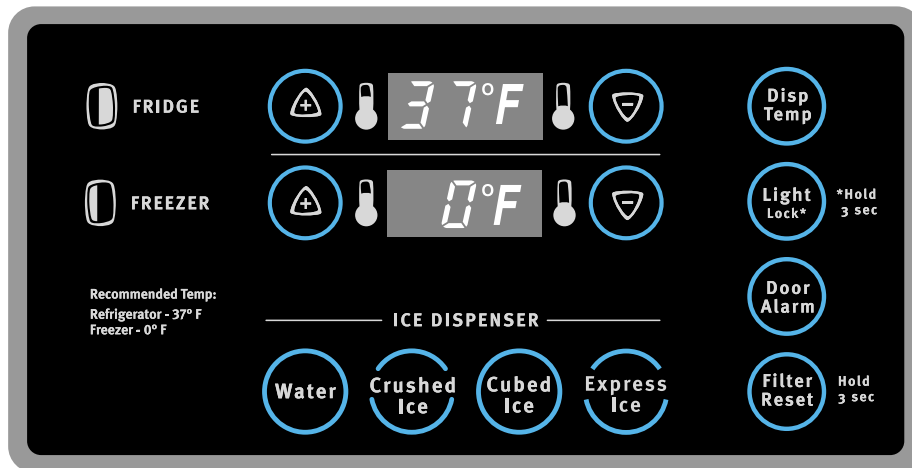 FRIDGE
+
37°F
−
Disp
Temp
FREEZER
+
0°F
−
Light
Lock*
*Hold
3 sec
Recommended Temp:
Refrigerator - 37° F
Freezer - 0° F
Door
Alarm
ICE DISPENSER
Water
Crushed
Ice
Cubed
Ice
Express
Ice
Filter
Reset
Hold
3 sec